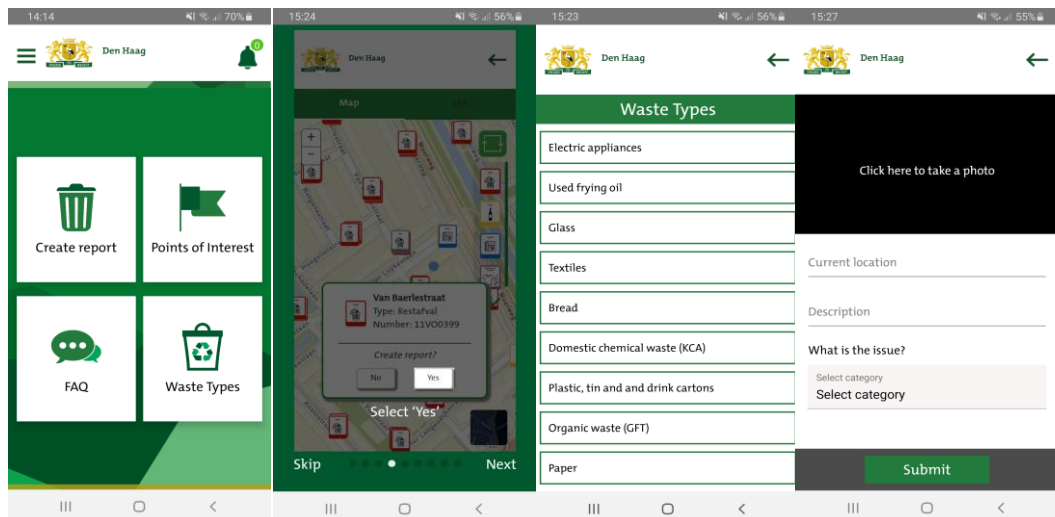 14:14
70%
Den Haag
0
Create report
Points of Interest
FAQ
Waste Types
15:24
56%
Den Haag
Map
List
+
-
Van Baerlestraat
Type: Restafval
Number: 11VO0399
Create report?
No
Yes
Select 'Yes'
Skip
Next
15:23
56%
Den Haag
Waste Types
Electric appliances
Used frying oil
Glass
Textiles
Bread
Domestic chemical waste (KCA)
Plastic, tin and and drink cartons
Organic waste (GFT)
Paper
15:27
55%
Den Haag
Click here to take a photo
Current location
Description
What is the issue?
Select category
Select category
Submit